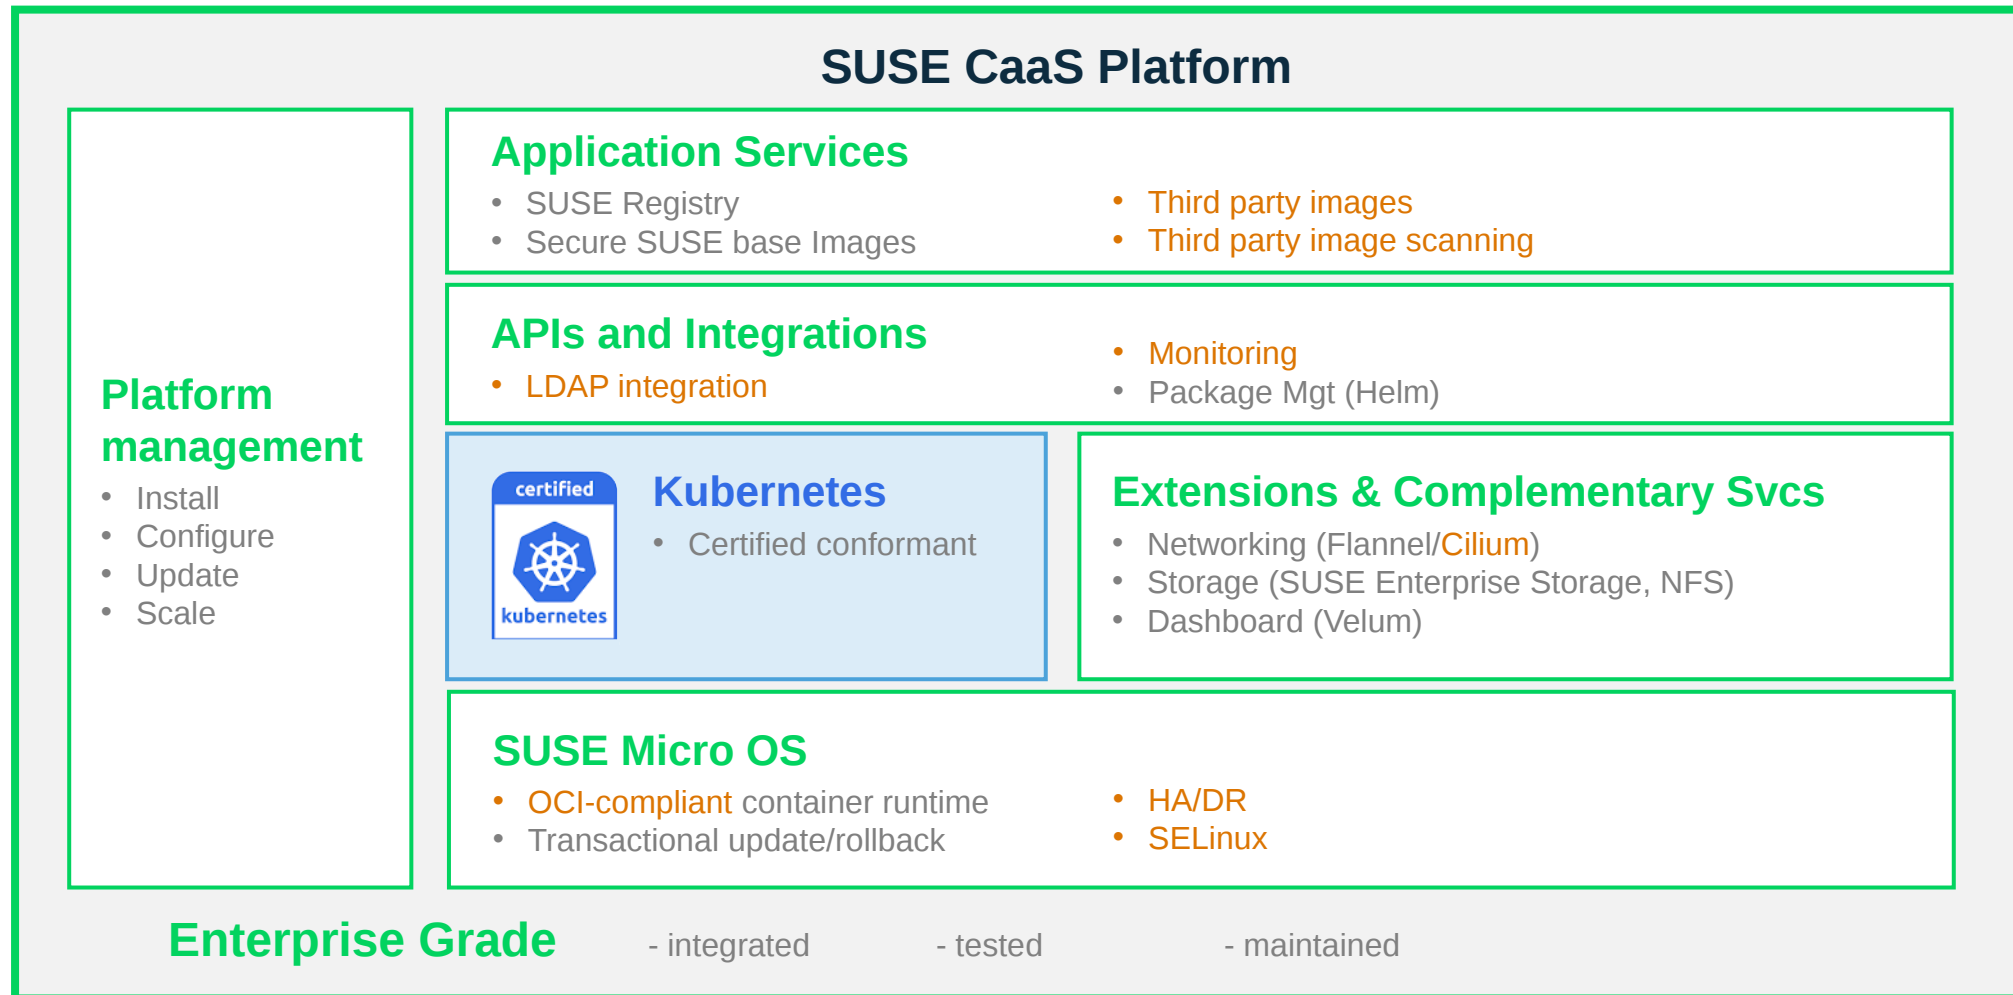 SUSE CaaS Platform
Platform
management
• Install
• Configure
• Update
• Scale
Application Services
• SUSE Registry
• Secure SUSE base Images
• Third party images
• Third party image scanning
APIs and Integrations
• LDAP integration
• Monitoring
• Package Mgt (Helm)
certified
kubernetes
Kubernetes
• Certified conformant
Extensions & Complementary Svcs
• Networking (Flannel/Cilium)
• Storage (SUSE Enterprise Storage, NFS)
• Dashboard (Velum)
SUSE Micro OS
• OCI-compliant container runtime
• Transactional update/rollback
• HA/DR
• SELinux
Enterprise Grade - integrated - tested - maintained